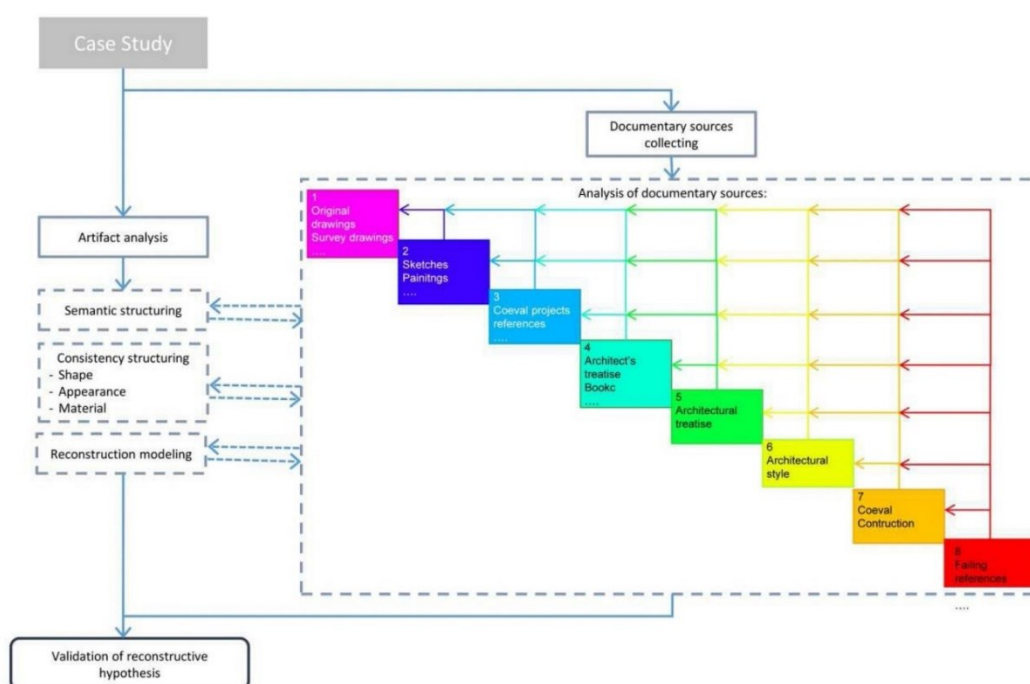 Case Study
Documentary sources
collecting
Analysis of documentary sources:
1
Original
drawings
Survey drawings
....
Artifact analysis
2
Sketches
Painitngs
....
Semantic structuring
3
Coeval projects
references
....
Consistency structuring
- Shape
- Appearance
- Material
4
Architect's
treatise
Bookc
....
5
Architectural
treatise
Reconstruction modeling
6
Architectural
style
7
Coeval
Contruction
8
Failing
references
....
Validation of reconstructive
hypothesis